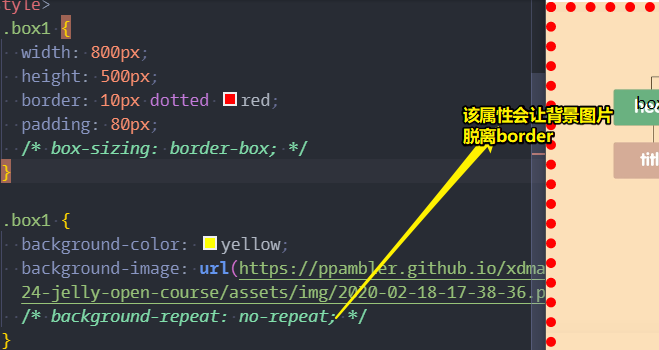 tyle>
.box1 {
width: 800px;
height: 500px;
border: 10px dotted red;
padding: 80px;
/* box-sizing: border-box; */
}
.box1 {
background-color: yellow;
background-image: url(https://ppambler.github.io/xdma
24-jelly-open-course/assets/img/2020-02-18-17-38-36.p
/* background-repeat: no-repeat; */
}
该属性会让背景图片
脱离border
box
titl